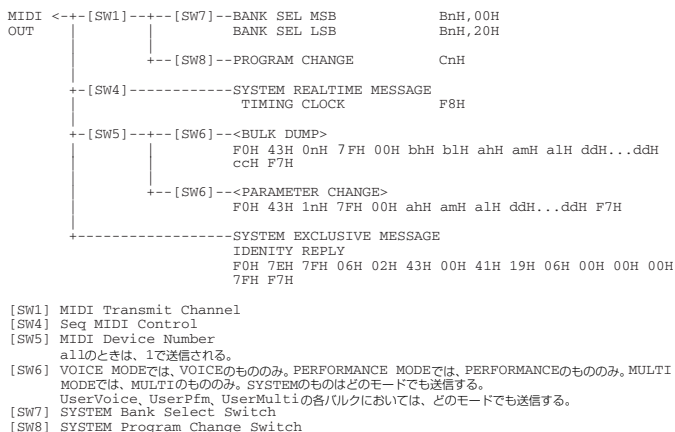 MIDI <-+-[SW1]--+--[SW7]--BANK SEL MSB BnH,00H
OUT | | BANK SEL LSB BnH,20H
| |
| +--[SW8]--PROGRAM CHANGE CnH
|
+-[SW4]------------SYSTEM REALTIME MESSAGE
| TIMING CLOCK F8H
|
+-[SW5]--+--[SW6]--<BULK DUMP>
| | F0H 43H 0nH 7FH 00H bhH blH ahH amH alH ddH...ddH
| | ccH F7H
| |
| +--[SW6]--<PARAMETER CHANGE>
| F0H 43H 1nH 7FH 00H ahH amH alH ddH...ddH F7H
|
+------------------SYSTEM EXCLUSIVE MESSAGE
IDENITY REPLY
F0H 7EH 7FH 06H 02H 43H 00H 41H 19H 06H 00H 00H 00H
7FH F7H
[SW1] MIDI Transmit Channel
[SW4] Seq MIDI Control
[SW5] MIDI Device Number
allのときは、1で送信される。
[SW6] VOICE MODEでは、VOICEのもののみ。PERFORMANCE MODEでは、PERFORMANCEのもののみ。MULTI
MODEでは、MULTIのもののみ。SYSTEMのものはどのモードでも送信する。
UserVoice、UserPfm、UserMultiの各バルクにおいては、どのモードでも送信する。
[SW7] SYSTEM Bank Select Switch
[SW8] SYSTEM Program Change Switch